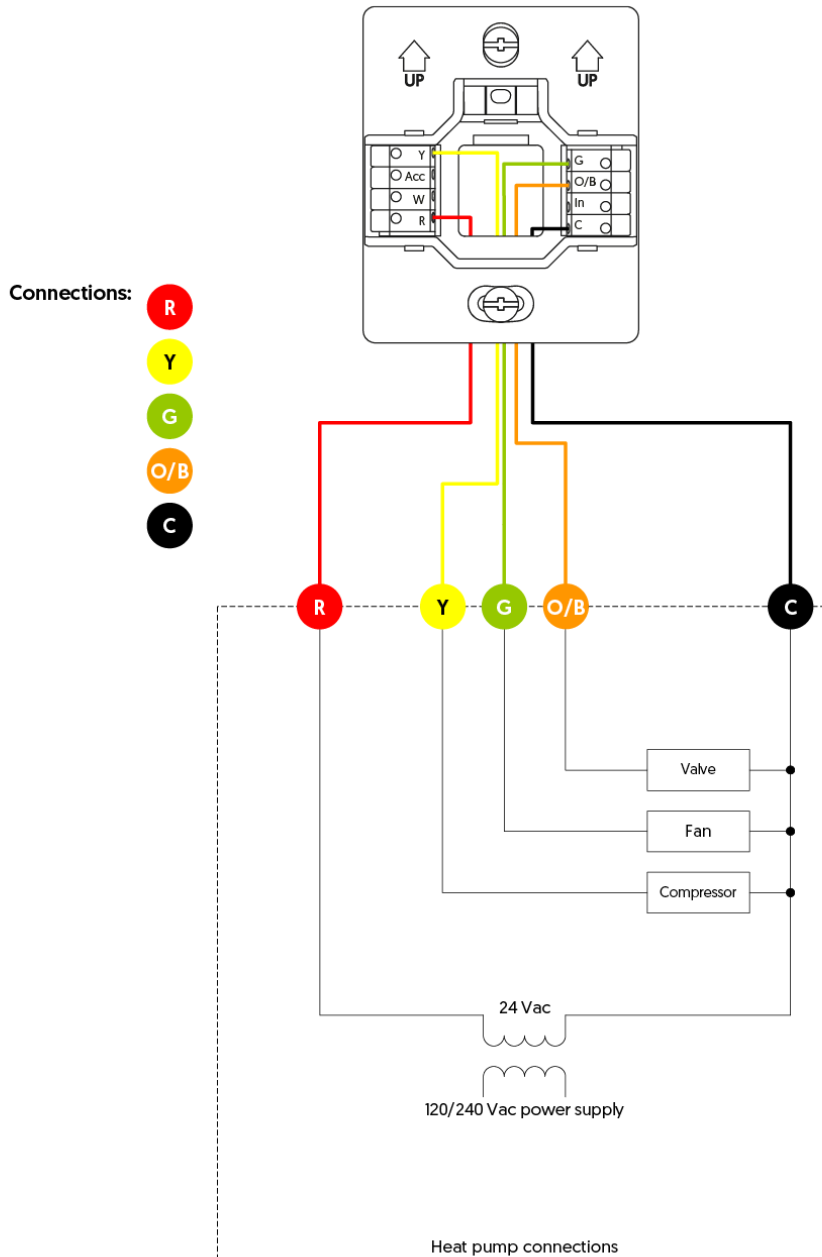 UP
UP
Y
Acc
W
R
G
O/B
In
C
Connections:
R
Y
G
O/B
C
R
Y
G
O/B
C
Valve
Fan
Compressor
24 Vac
120/240 Vac power supply
Heat pump connections